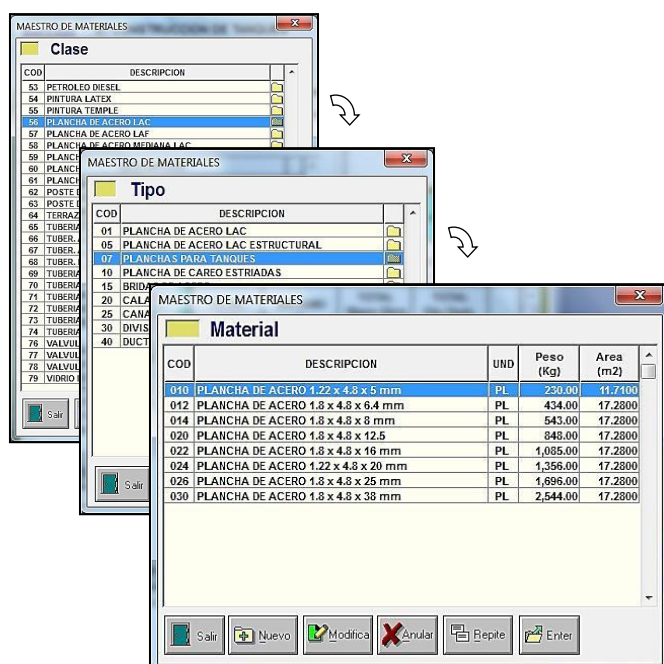 MAESTRO DE MATERIALES
Clase
COD DESCRIPCION
53 PETROLEO DIESEL
54 PINTURA LATEX
55 PINTURA TEMPLE
56 PLANCHA DE ACERO LAC
57 PLANCHA DE ACERO LAF
58 PLANCHA DE ACERO MEDIANA LAC
59 PLANCH
60 PLANCH
61 PLANCH
62 POSTE D
63 POSTE D
64 TERRAZ
65 TUBERIA
66 TUBER. A
67 TUBER.
68 TUBER.
69 TUBERIA
70 TUBERIA
71 TUBERIA
72 TUBERIA
73 TUBERIA
74 TUBERIA
76 VALVUL
77 VALVUL
78 VALVUL
79 VIDRIO
Salir
MAESTRO DE MATERIALES
Tipo
COD DESCRIPCION
01 PLANCHA DE ACERO LAC
05 PLANCHA DE ACERO LAC ESTRUCTURAL
07 PLANCHAS PARA TANQUES
10 PLANCHA DE CAREO ESTRIADAS
15 BRIDA
20 CALA
25 CANA
30 DIVIS
40 DUCT
Salir
MAESTRO DE MATERIALES
Material
COD DESCRIPCION UND Peso (Kg) Area (m2)
010 PLANCHA DE ACERO 1.22 x 4.8 x 5 mm PL 230.00 11.7100
012 PLANCHA DE ACERO 1.8 x 4.8 x 6.4 mm PL 434.00 17.2800
014 PLANCHA DE ACERO 1.8 x 4.8 x 8 mm PL 543.00 17.2800
020 PLANCHA DE ACERO 1.8 x 4.8 x 12.5 PL 848.00 17.2800
022 PLANCHA DE ACERO 1.8 x 4.8 x 16 mm PL 1,085.00 17.2800
024 PLANCHA DE ACERO 1.22 x 4.8 x 20 mm PL 1,356.00 17.2800
026 PLANCHA DE ACERO 1.8 x 4.8 x 25 mm PL 1,696.00 17.2800
030 PLANCHA DE ACERO 1.8 x 4.8 x 38 mm PL 2,544.00 17.2800
Salir Nuevo Modifica Anular Repite Enter